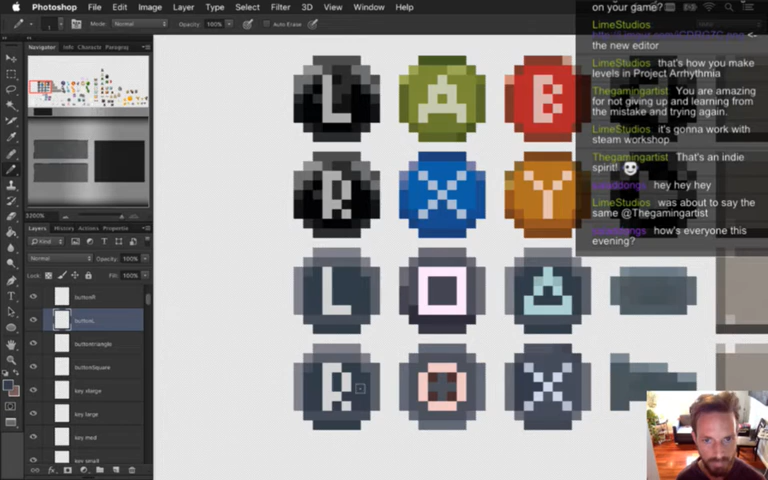 Photoshop File Edit Image Layer Type Select Filter 3D View Window Help
Mode: Normal Opacity: 100% Auto Erase
Navigator Info Charac Paragraph
3200%
Layers History Actions Properties
Kind
Normal Opacity: 100%
Lock: Fill: 100%
buttonR
buttonL
buttontriangle
buttonSquare
key xlarge
key large
key med
key small
L A B
R X Y
L
R X
on your game?
LimeStudios
the new editor
LimeStudios that's how you make
levels in Project Arrhythmia
Thegamingartist You are amazing
for not giving up and learning from
the mistake and trying again.
LimeStudios it's gonna work with
steam workshop
Thegamingartist That's an indie
spirit!
hey hey hey
LimeStudios was about to say the
same @Thegamingartist
how's everyone this
evening?